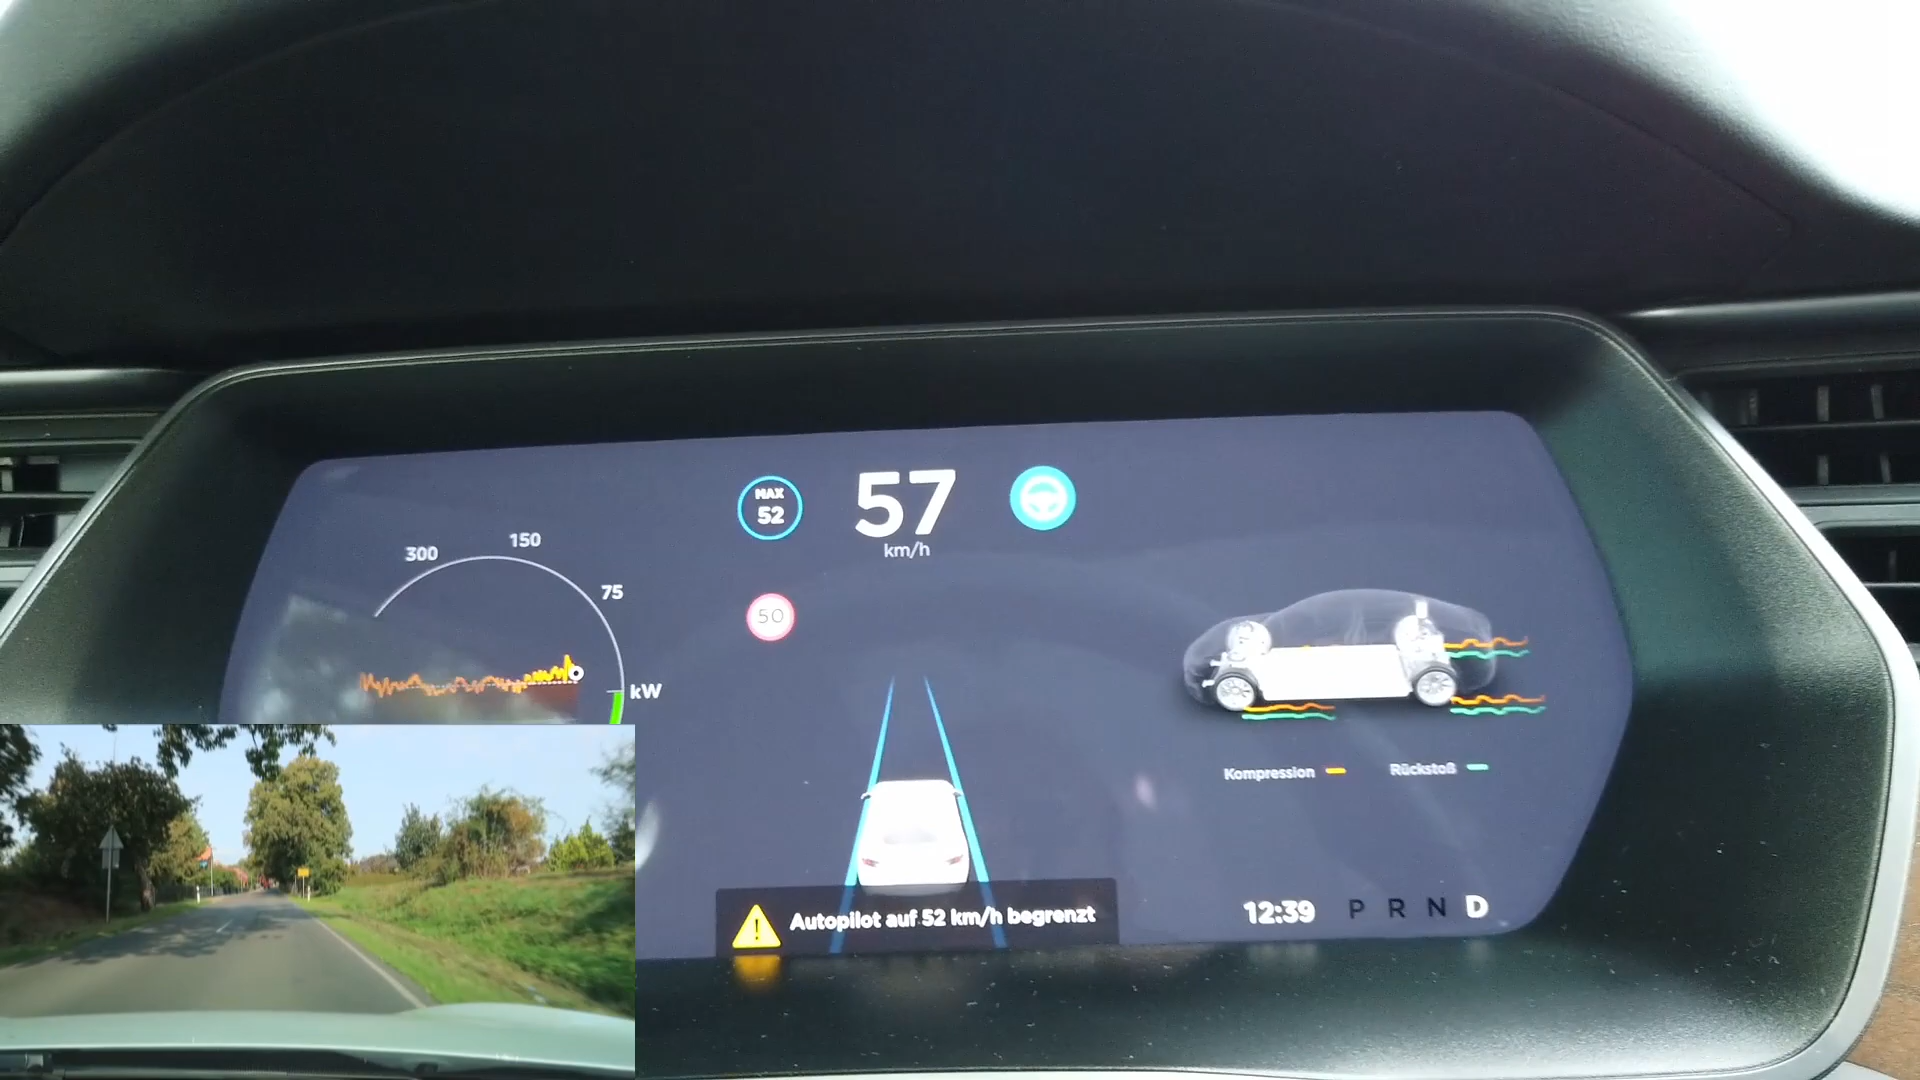 MAX
52
57
km/h
300
150
75
kW
50
Kompression
Rückstoß
Autopilot auf 52 km/h begrenzt
12:39
P R N D